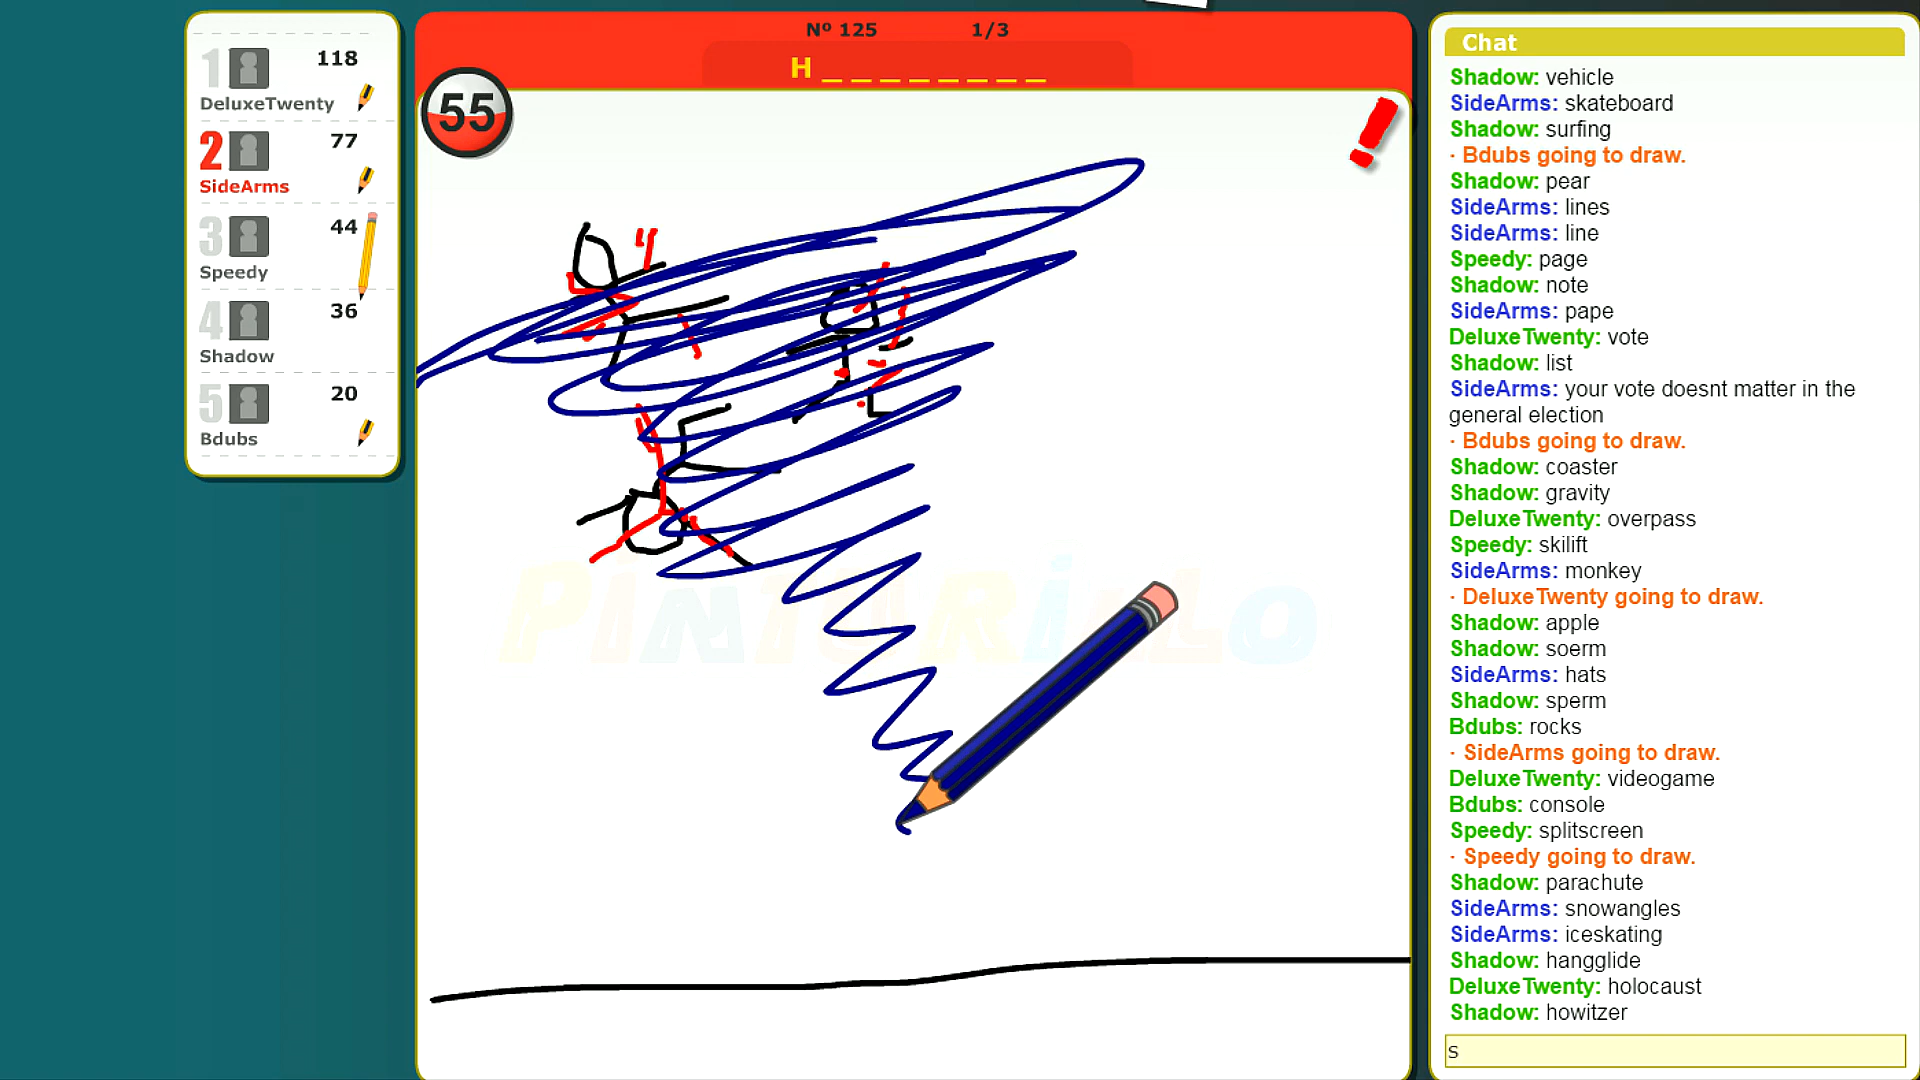 1
118
DeluxeTwenty
2
77
SideArms
3
44
Speedy
4
36
Shadow
5
20
Bdubs
Nº 125 1/3
H _ _ _ _ _ _ _ _
55
!
PiNTURiLLO
Chat
Shadow: vehicle
SideArms: skateboard
Shadow: surfing
· Bdubs going to draw.
Shadow: pear
SideArms: lines
SideArms: line
Speedy: page
Shadow: note
SideArms: pape
DeluxeTwenty: vote
Shadow: list
SideArms: your vote doesnt matter in the
general election
· Bdubs going to draw.
Shadow: coaster
Shadow: gravity
DeluxeTwenty: overpass
Speedy: skilift
SideArms: monkey
· DeluxeTwenty going to draw.
Shadow: apple
Shadow: soerm
SideArms: hats
Shadow: sperm
Bdubs: rocks
· SideArms going to draw.
DeluxeTwenty: videogame
Bdubs: console
Speedy: splitscreen
· Speedy going to draw.
Shadow: parachute
SideArms: snowangles
SideArms: iceskating
Shadow: hangglide
DeluxeTwenty: holocaust
Shadow: howitzer
s